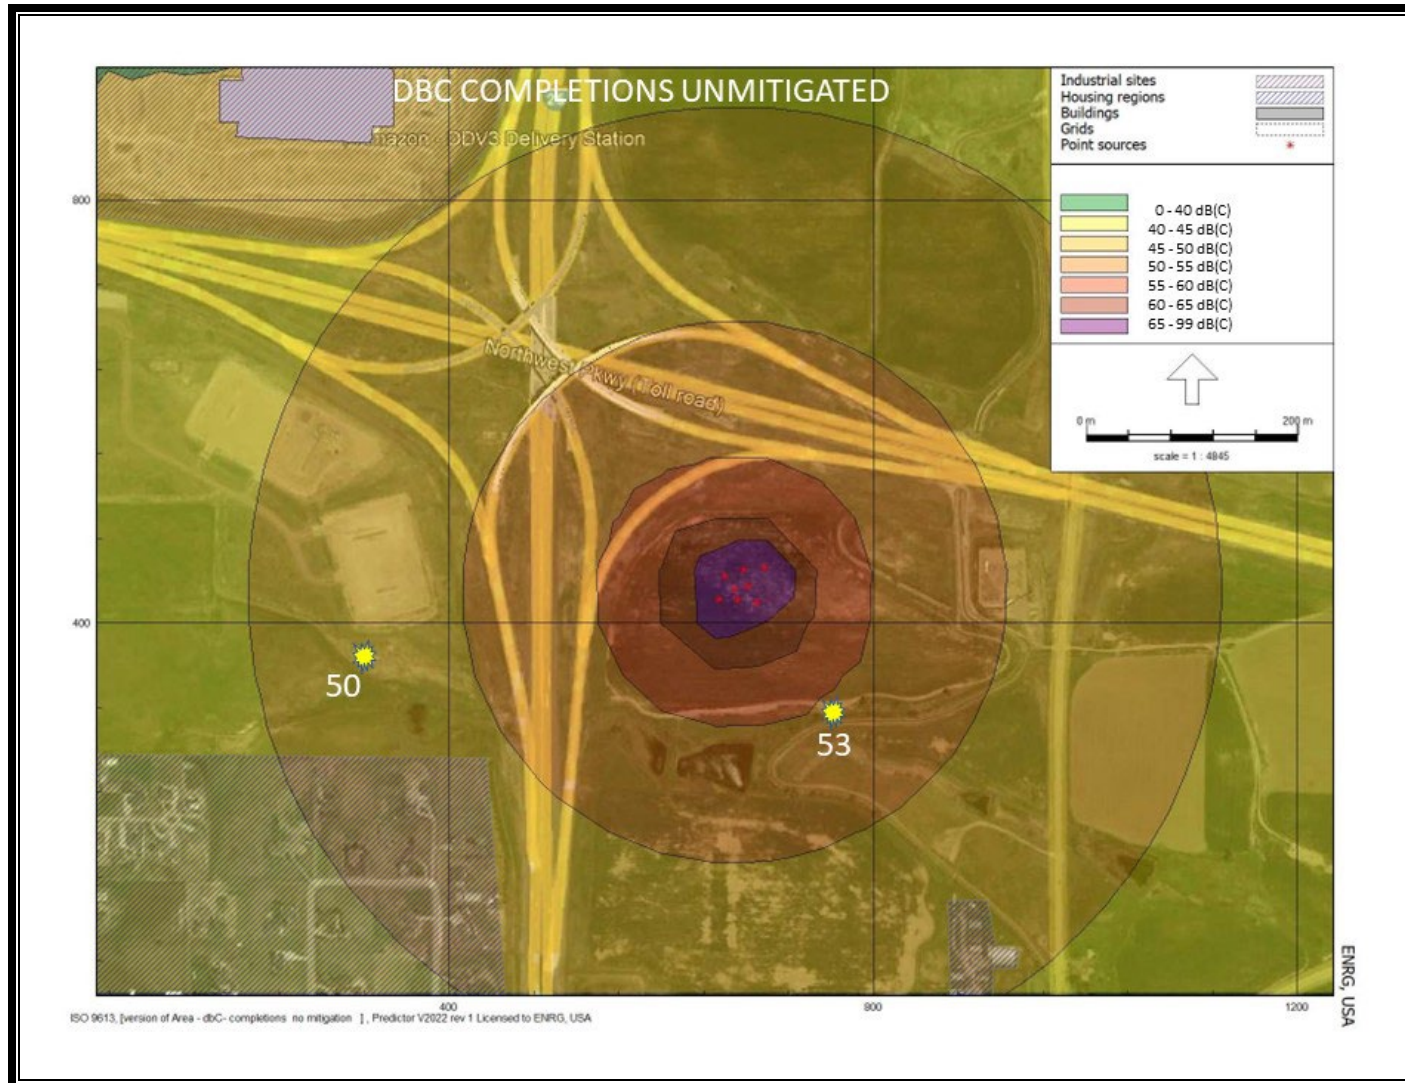 DBC COMPLETIONS UNMITIGATED
mazon - DDV3 Delivery Station
Northwest Pkwy (Toll road)
50
53
800
400
400
800
1200
Industrial sites
Housing regions
Buildings
Grids
Point sources
0 - 40 dB(C)
40 - 45 dB(C)
45 - 50 dB(C)
50 - 55 dB(C)
55 - 60 dB(C)
60 - 65 dB(C)
65 - 99 dB(C)
0 m 200 m
scale = 1 : 4845
ISO 9613, [version of Area - dbC- completions no mitigation ] , Predictor V2022 rev 1 Licensed to ENRG, USA
ENRG, USA